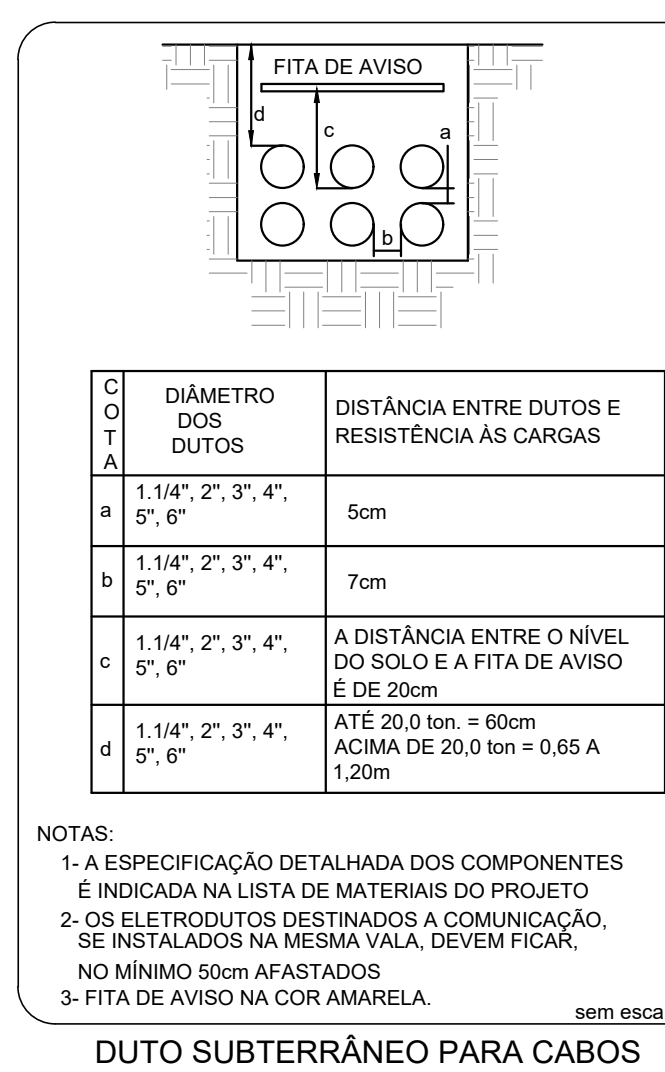 FITA DE AVISO
d
c
a
b
COTA
DIÂMETRO
DOS
DUTOS
DISTÂNCIA ENTRE DUTOS E
RESISTÊNCIA ÀS CARGAS
a
1.1/4", 2", 3", 4",
5", 6"
5cm
b
1.1/4", 2", 3", 4",
5", 6"
7cm
c
1.1/4", 2", 3", 4",
5", 6"
A DISTÂNCIA ENTRE O NÍVEL
DO SOLO E A FITA DE AVISO
É DE 20cm
d
1.1/4", 2", 3", 4",
5", 6"
ATÉ 20,0 ton. = 60cm
ACIMA DE 20,0 ton = 0,65 A
1,20m
NOTAS:
1- A ESPECIFICAÇÃO DETALHADA DOS COMPONENTES
É INDICADA NA LISTA DE MATERIAIS DO PROJETO
2- OS ELETRODUTOS DESTINADOS A COMUNICAÇÃO,
SE INSTALADOS NA MESMA VALA, DEVEM FICAR,
NO MÍNIMO 50cm AFASTADOS
3- FITA DE AVISO NA COR AMARELA.
sem esca
DUTO SUBTERRÂNEO PARA CABOS